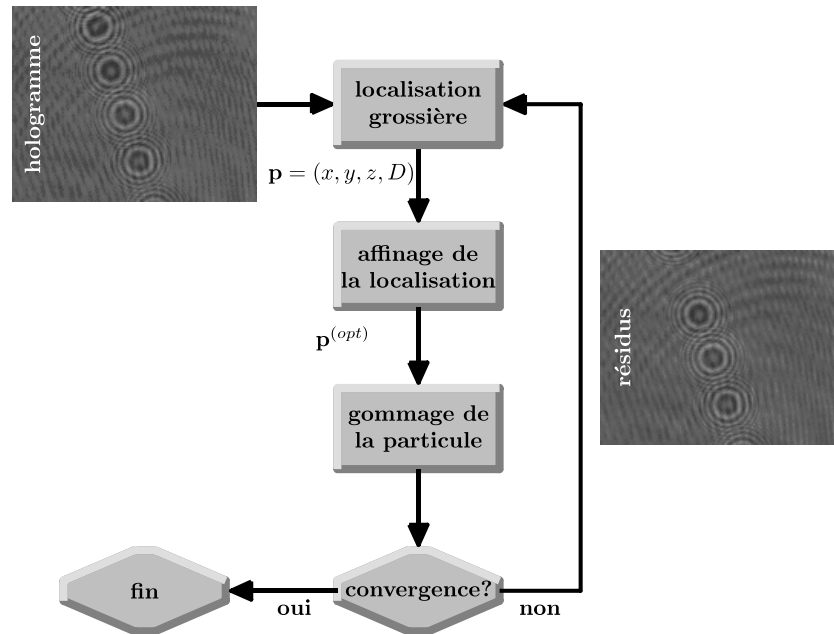 hologramme
localisation
grossière
p = (x, y, z, D)
affinage de
la localisation
p^(opt)
résidus
gommage de
la particule
convergence?
oui
non
fin